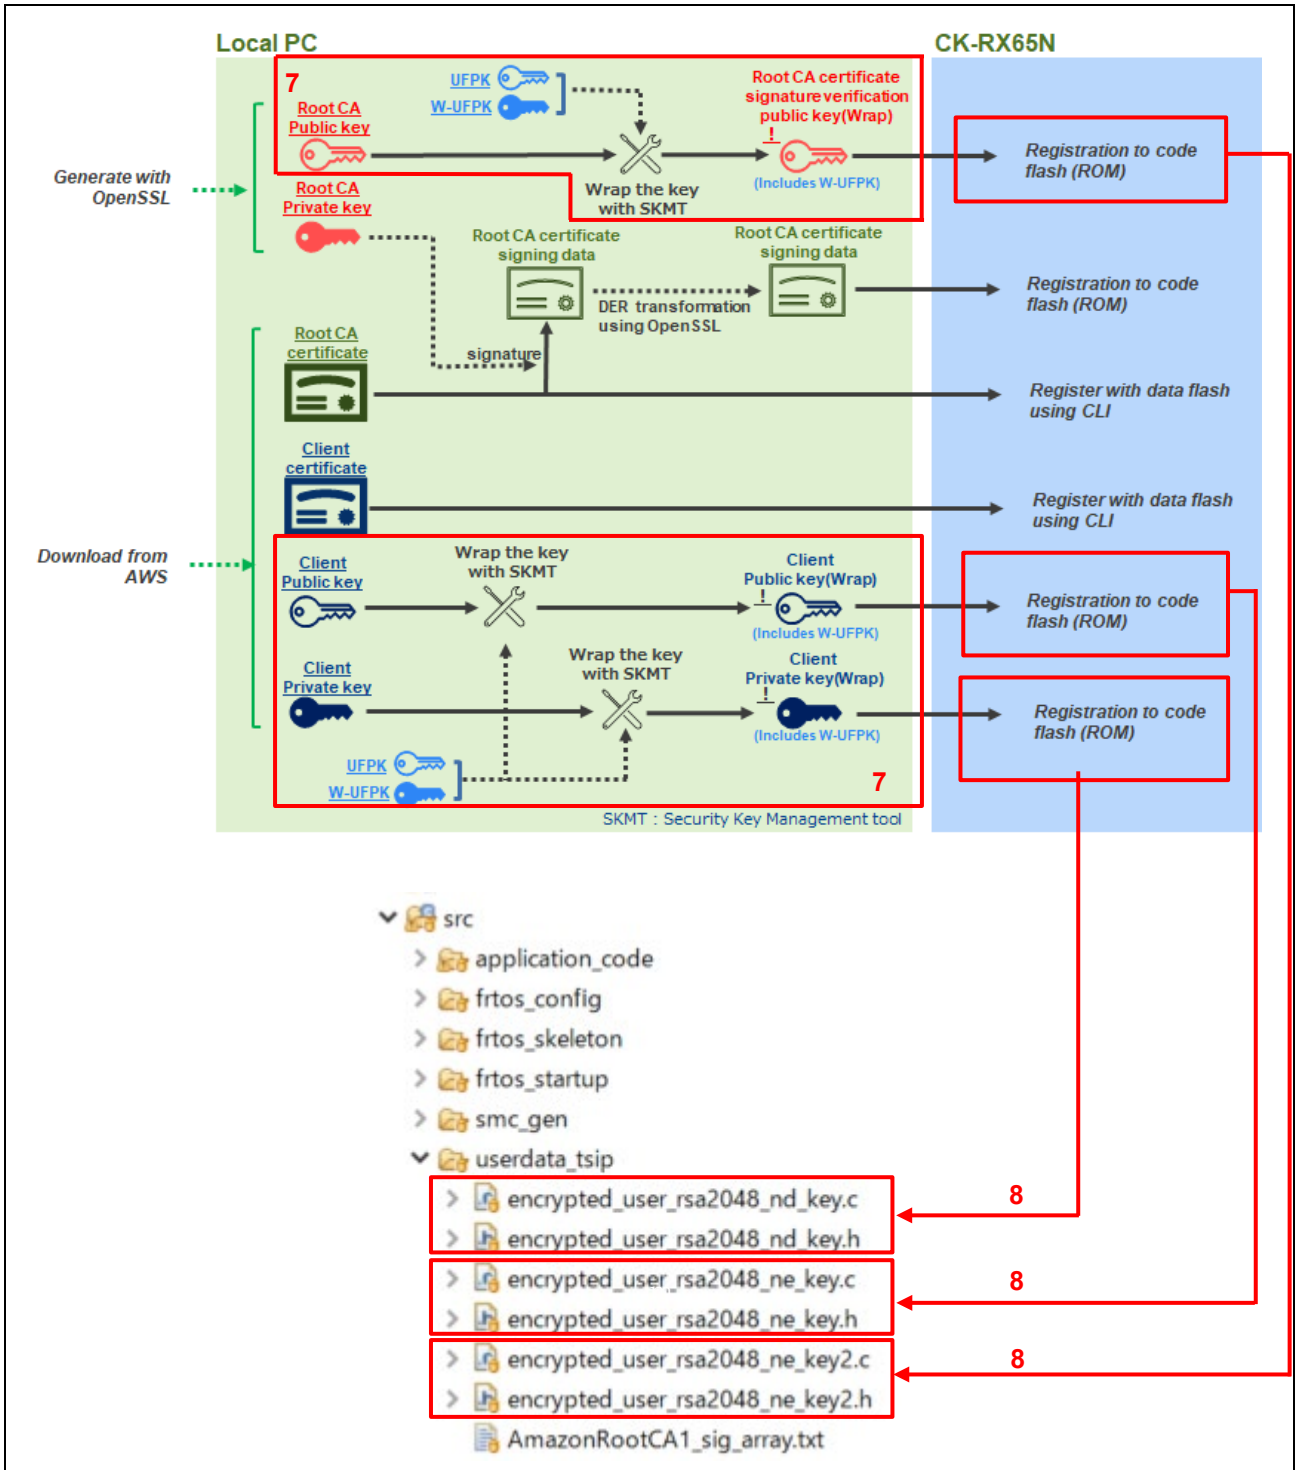 Local PC
CK-RX65N
7
UFPK
W-UFPK
Root CA
Public key
Root CA certificate
signature verification
public key(Wrap)
!
(Includes W-UFPK)
Wrap the key
with SKMT
Registration to code
flash (ROM)
Generate with
OpenSSL
Root CA
Private key
Root CA certificate
signing data
Root CA certificate
signing data
DER transformation
using OpenSSL
Registration to code
flash (ROM)
signature
Root CA
certificate
Register with data flash
using CLI
Client
certificate
Register with data flash
using CLI
Download from
AWS
Client
Public key
Wrap the key
with SKMT
Client
Public key(Wrap)
!
(Includes W-UFPK)
Registration to code
flash (ROM)
Client
Private key
Wrap the key
with SKMT
Client
Private key(Wrap)
!
(Includes W-UFPK)
Registration to code
flash (ROM)
UFPK
W-UFPK
7
SKMT : Security Key Management tool
src
application_code
frtos_config
frtos_skeleton
frtos_startup
smc_gen
userdata_tsip
encrypted_user_rsa2048_nd_key.c
8
encrypted_user_rsa2048_nd_key.h
encrypted_user_rsa2048_ne_key.c
8
encrypted_user_rsa2048_ne_key.h
encrypted_user_rsa2048_ne_key2.c
8
encrypted_user_rsa2048_ne_key2.h
AmazonRootCA1_sig_array.txt